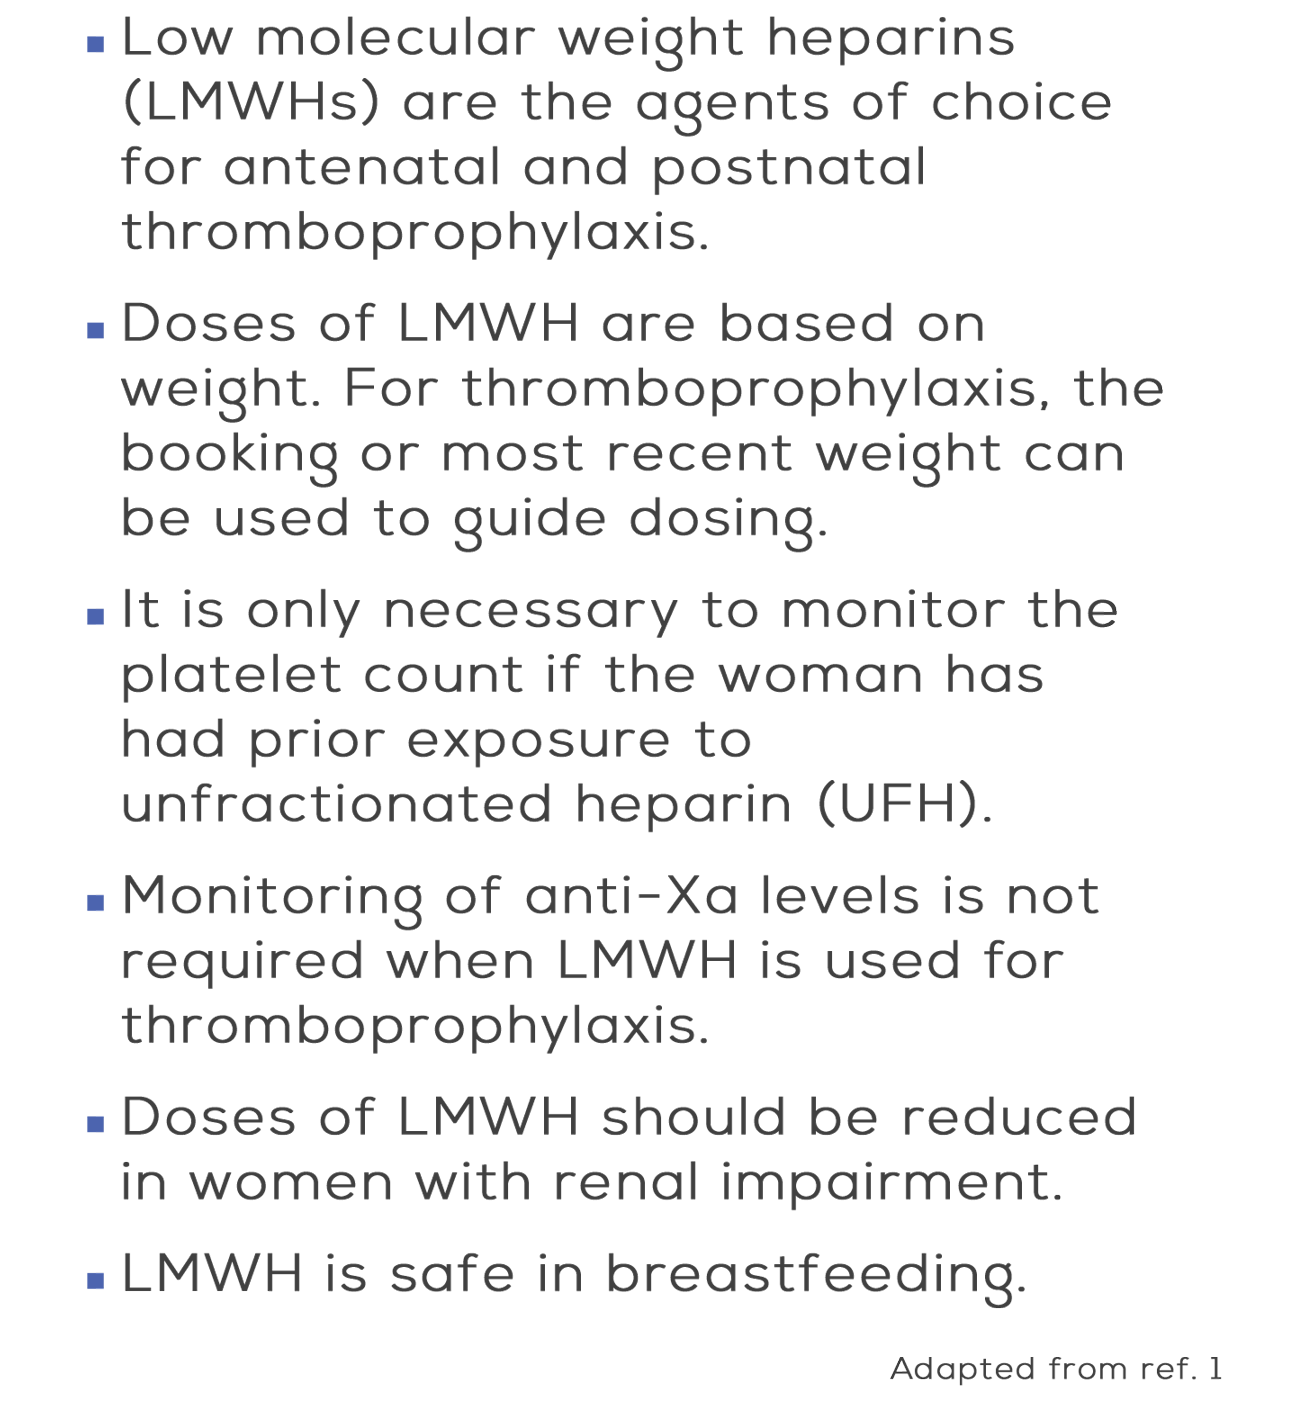 ▪ Low molecular weight heparins
(LMWHs) are the agents of choice
for antenatal and postnatal
thromboprophylaxis.
▪ Doses of LMWH are based on
weight. For thromboprophylaxis, the
booking or most recent weight can
be used to guide dosing.
▪ It is only necessary to monitor the
platelet count if the woman has
had prior exposure to
unfractionated heparin (UFH).
▪ Monitoring of anti-Xa levels is not
required when LMWH is used for
thromboprophylaxis.
▪ Doses of LMWH should be reduced
in women with renal impairment.
▪ LMWH is safe in breastfeeding.
Adapted from ref. 1